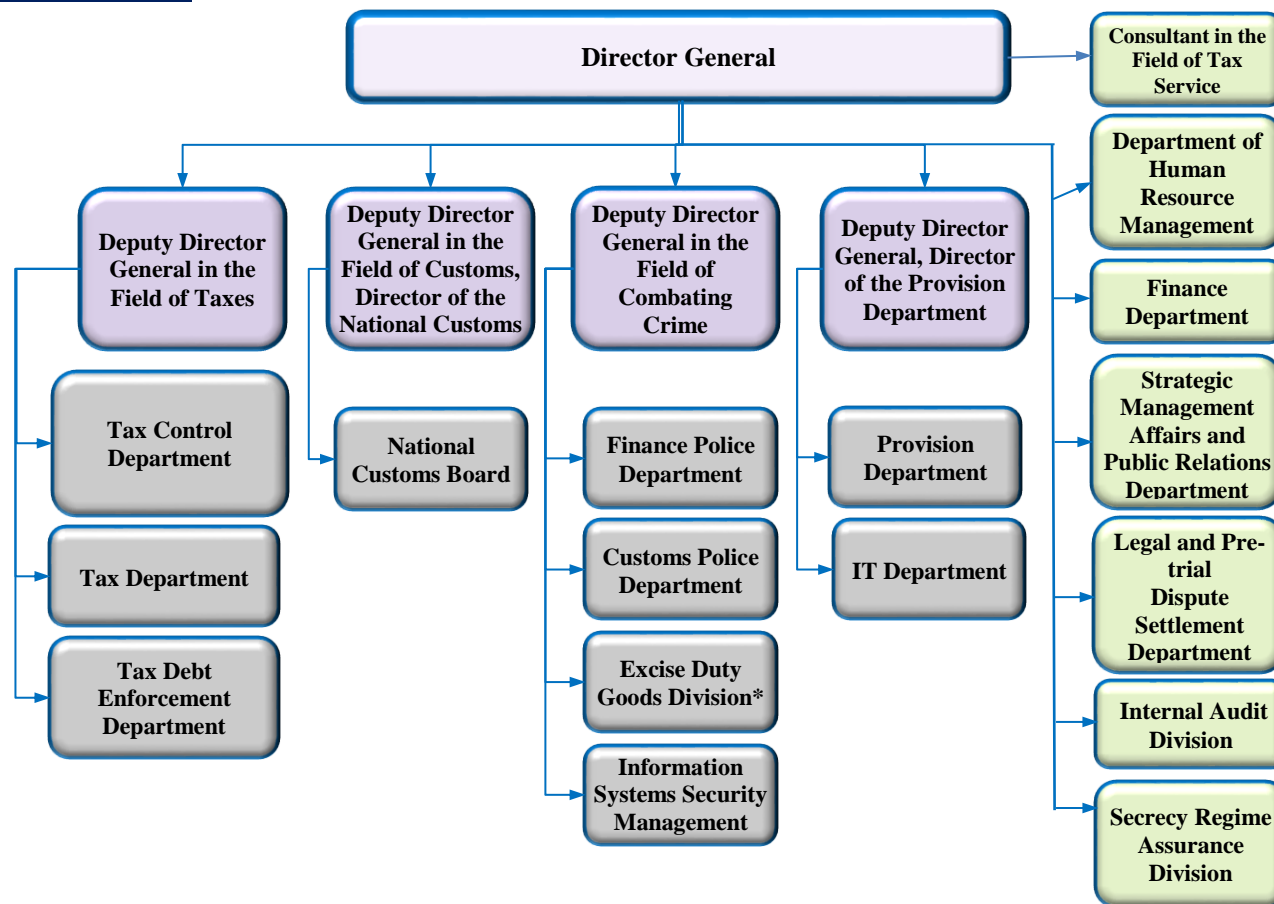 Director General
Consultant in the
Field of Tax
Service
Department of
Human
Resource
Management
Finance
Department
Strategic
Management
Affairs and
Public Relations
Department
Legal and Pre-
trial
Dispute
Settlement
Department
Internal Audit
Division
Secrecy Regime
Assurance
Division
Deputy Director
General in the
Field of Taxes
Tax Control
Department
Tax Department
Tax Debt
Enforcement
Department
Deputy Director
General in the
Field of Customs,
Director of the
National Customs
National
Customs Board
Deputy Director
General in the
Field of
Combating
Crime
Finance Police
Department
Customs Police
Department
Excise Duty
Goods Division*
Information
Systems Security
Management
Deputy Director
General, Director
of the Provision
Department
Provision
Department
IT Department